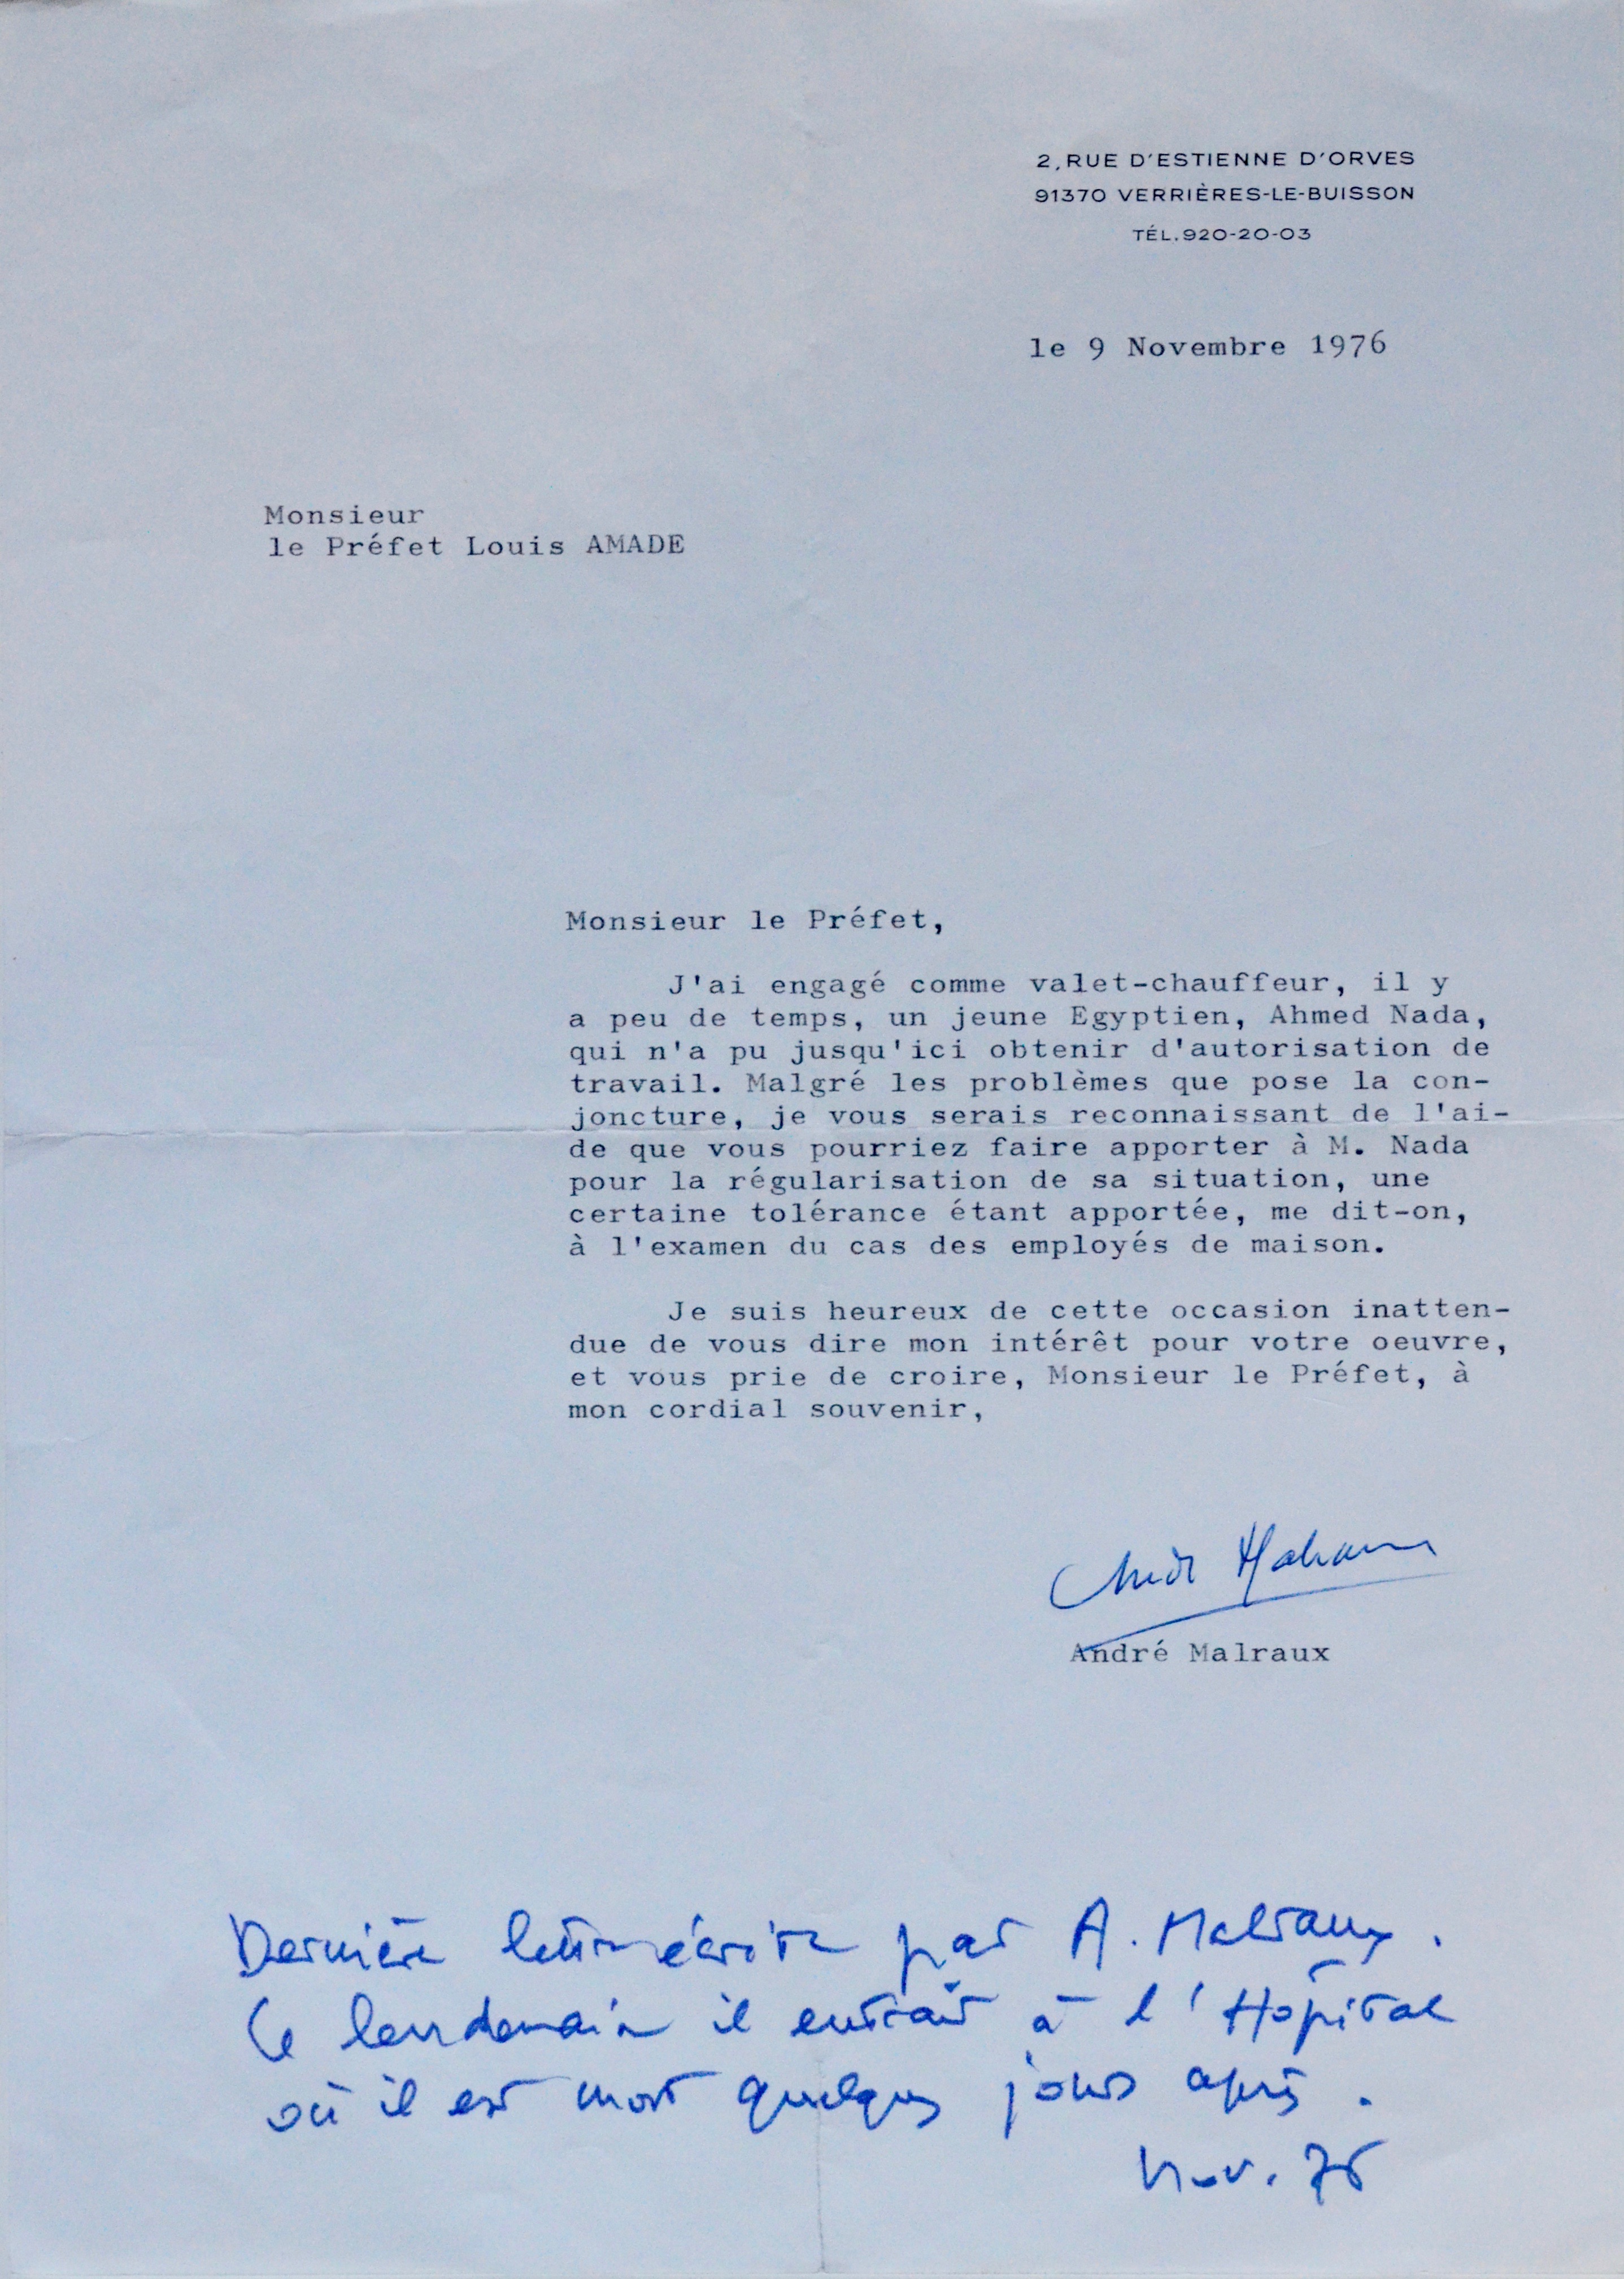 2, RUE D'ESTIENNE D'ORVES
91370 VERRIÈRES-LE-BUISSON
TÉL. 920-20-03
le 9 Novembre 1976
Monsieur
le Préfet Louis AMADE
Monsieur le Préfet,
J'ai engagé comme valet-chauffeur, il y
a peu de temps, un jeune Egyptien, Ahmed Nada,
qui n'a pu jusqu'ici obtenir d'autorisation de
travail. Malgré les problèmes que pose la con-
joncture, je vous serais reconnaissant de l'ai-
de que vous pourriez faire apporter à M. Nada
pour la régularisation de sa situation, une
certaine tolérance étant apportée, me dit-on,
à l'examen du cas des employés de maison.
Je suis heureux de cette occasion inatten-
due de vous dire mon intérêt pour votre oeuvre,
et vous prie de croire, Monsieur le Préfet, à
mon cordial souvenir,
André Malraux
André Malraux
Dernière lettre écrite par A. Malraux.
Le lendemain il entrait à l'Hôpital
où il est mort quelques jours après.
Nov. 76